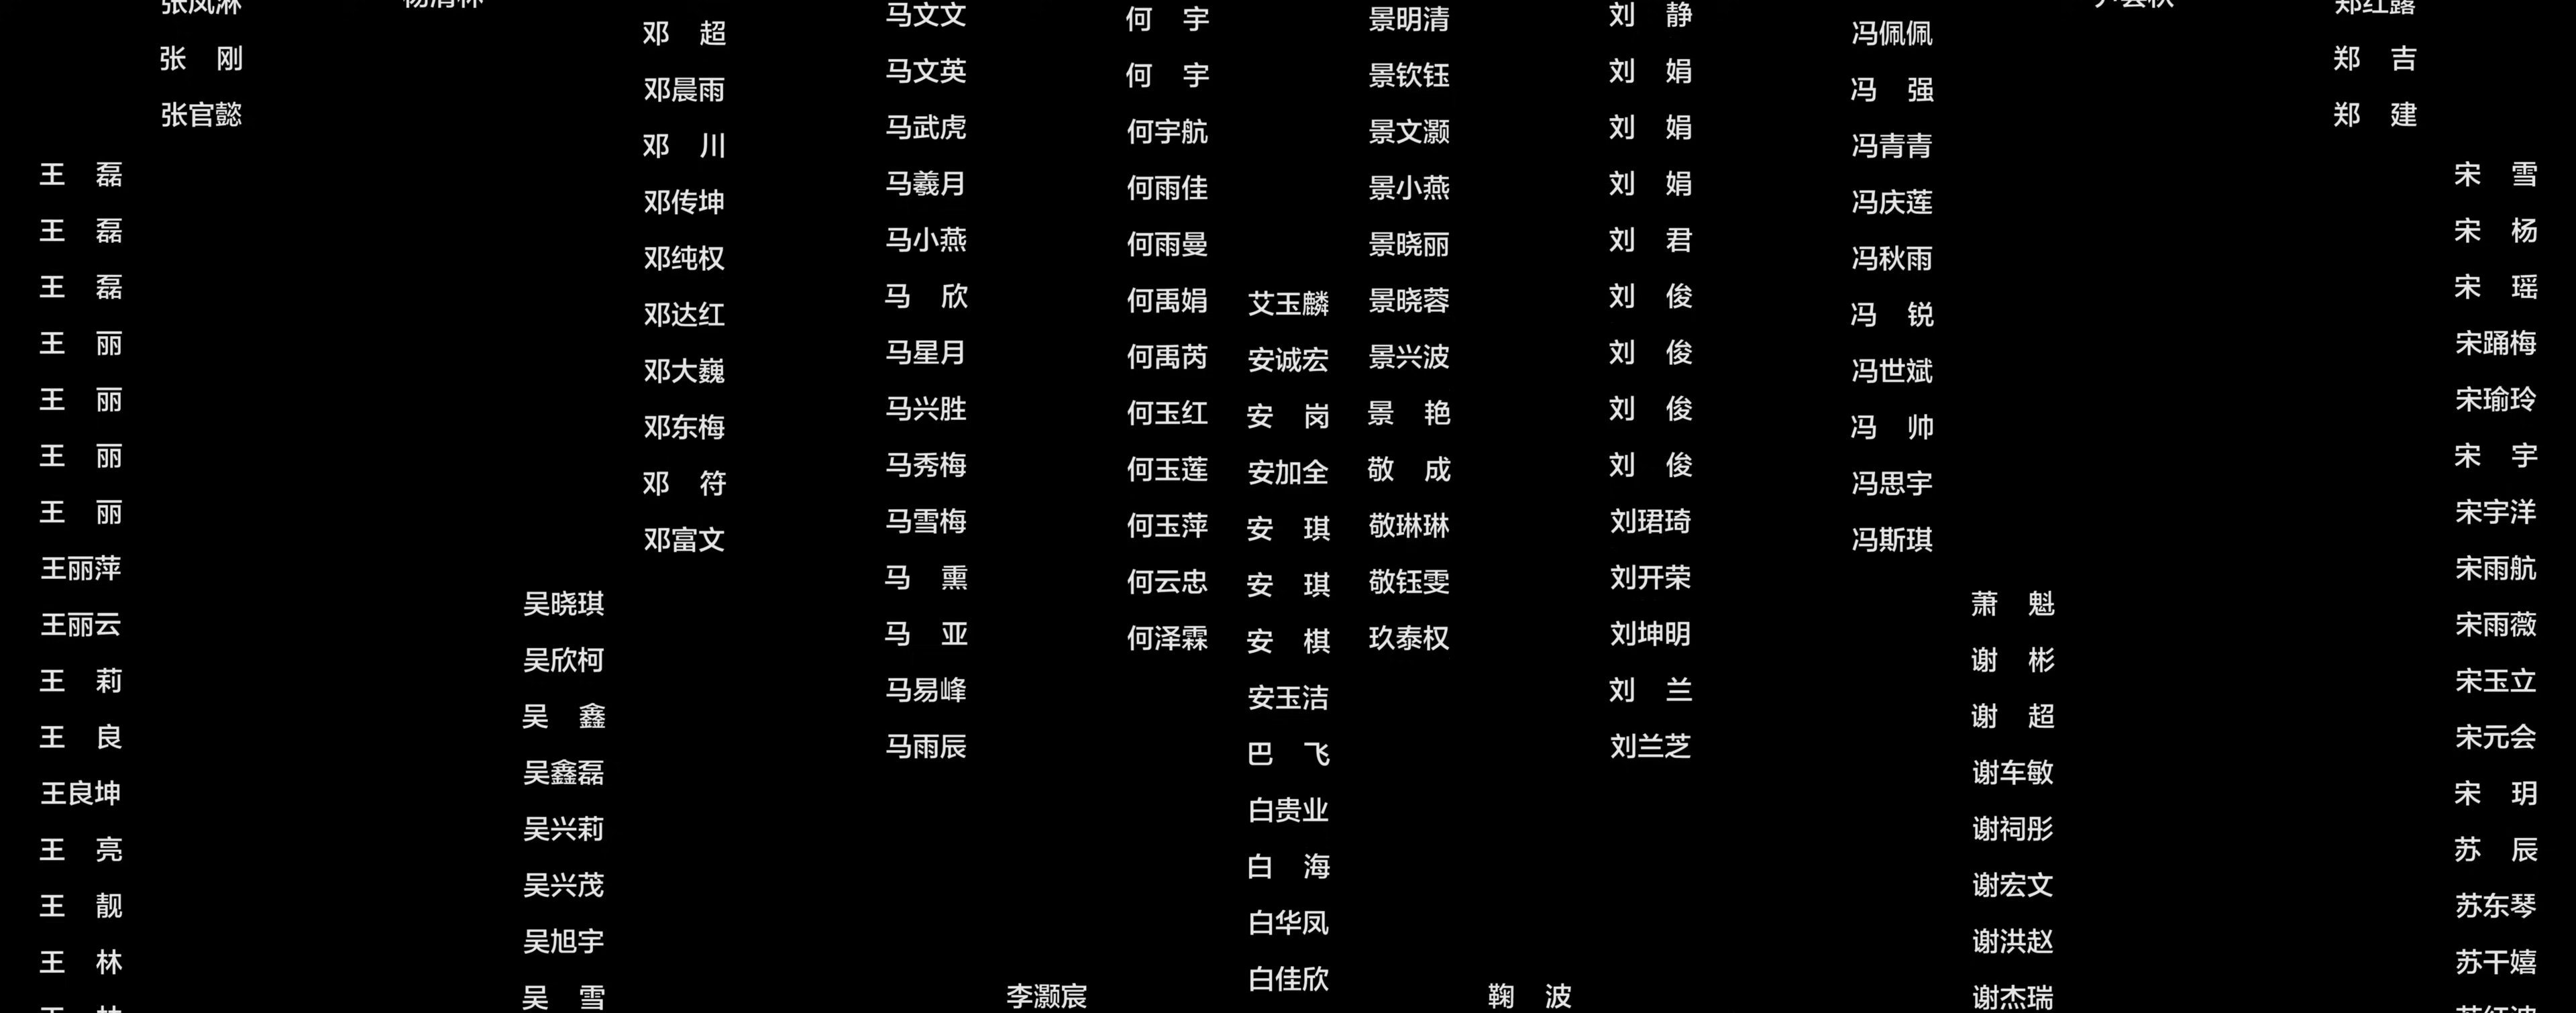 张凤淋
张 刚
张官懿
王 磊
王 磊
王 磊
王 丽
王 丽
王 丽
王 丽
王丽萍
王丽云
王 莉
王 良
王良坤
王 亮
王 靓
王 林
吴晓琪
吴欣柯
吴 鑫
吴鑫磊
吴兴莉
吴兴茂
吴旭宇
吴 雪
邓 超
邓晨雨
邓 川
邓传坤
邓纯权
邓达红
邓大巍
邓东梅
邓 符
邓富文
马文文
马文英
马武虎
马羲月
马小燕
马 欣
马星月
马兴胜
马秀梅
马雪梅
马 熏
马 亚
马易峰
马雨辰
李灏宸
何 宇
何 宇
何宇航
何雨佳
何雨曼
何禹娟
何禹芮
何玉红
何玉莲
何玉萍
何云忠
何泽霖
艾玉麟
安诚宏
安 岗
安加全
安 琪
安 琪
安 棋
安玉洁
巴 飞
白贵业
白 海
白华凤
白佳欣
景明清
景钦钰
景文灏
景小燕
景晓丽
景晓蓉
景兴波
景 艳
敬 成
敬琳琳
敬钰雯
玖泰权
鞠 波
刘 静
刘 娟
刘 娟
刘 娟
刘 君
刘 俊
刘 俊
刘 俊
刘 俊
刘珺琦
刘开荣
刘坤明
刘 兰
刘兰芝
冯佩佩
冯 强
冯青青
冯庆莲
冯秋雨
冯 锐
冯世斌
冯 帅
冯思宇
冯斯琪
萧 魁
谢 彬
谢 超
谢车敏
谢祠彤
谢宏文
谢洪赵
谢杰瑞
郑红露
郑 吉
郑 建
宋 雪
宋 杨
宋 瑶
宋踊梅
宋瑜玲
宋 宇
宋宇洋
宋雨航
宋雨薇
宋玉立
宋元会
宋 玥
苏 辰
苏东琴
苏干嬉